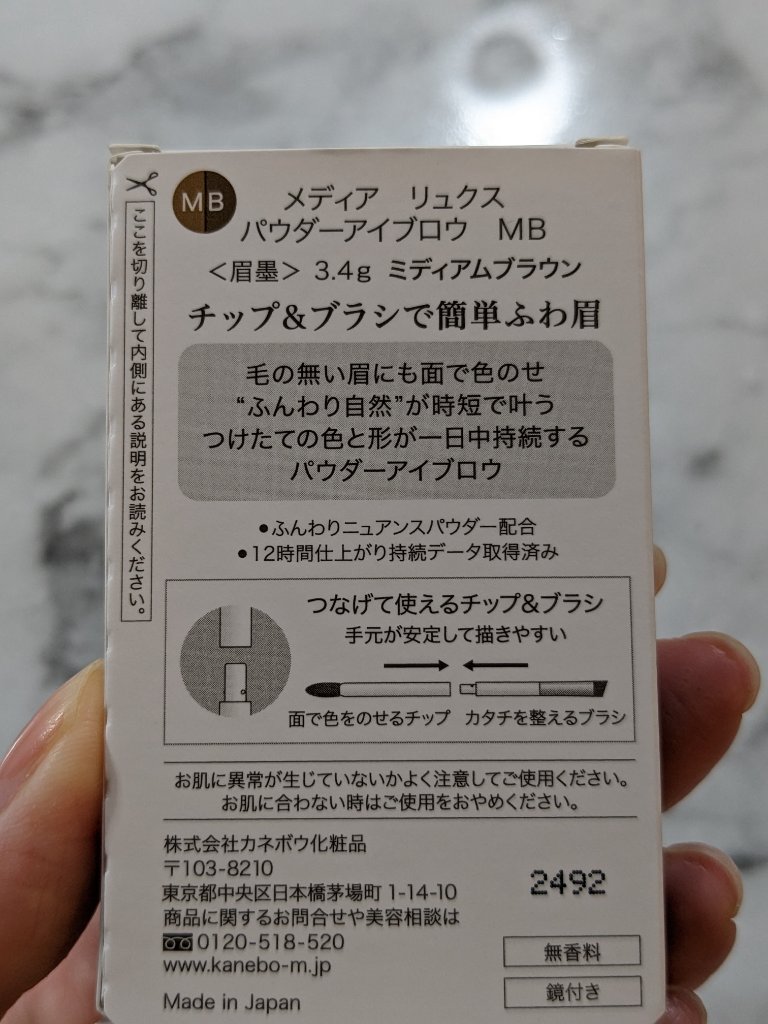 MB
メディア リュクス
パウダーアイブロウ MB
＜眉墨＞ 3.4g ミディアムブラウン
チップ&ブラシで簡単ふわ眉
毛の無い眉にも面で色のせ
“ふんわり自然”が時短で叶う
つけたての色と形が一日中持続する
パウダーアイブロウ
●ふんわりニュアンスパウダー配合
●12時間仕上がり持続データ取得済み
つなげて使えるチップ&ブラシ
手元が安定して描きやすい
面で色をのせるチップ カタチを整えるブラシ
お肌に異常が生じていないかよく注意してご使用ください。
お肌に合わない時はご使用をおやめください。
株式会社カネボウ化粧品
〒103-8210
東京都中央区日本橋茅場町 1-14-10
商品に関するお問合せや美容相談は
0120-518-520
www.kanebo-m.jp
Made in Japan
2492
無香料
鏡付き
ここを切り離して内側にある説明をお読みください。